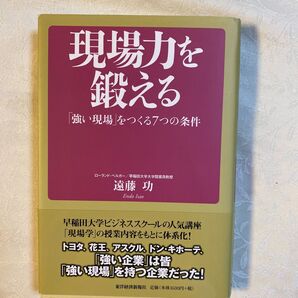 現場力を
鍛える
「強い現場」をつくる7つの条件
ローランド・ベルガー/早稲田大学大学院客員教授
遠藤 功
Endo Isao
早稲田大学ビジネススクールの人気講座
「現場学」の授業内容をもとに体系化!
トヨタ、花王、アスクル、ドン・キホーテ、
「強い企業」は皆
「強い現場」を持つ企業だった!
東洋経済新報社